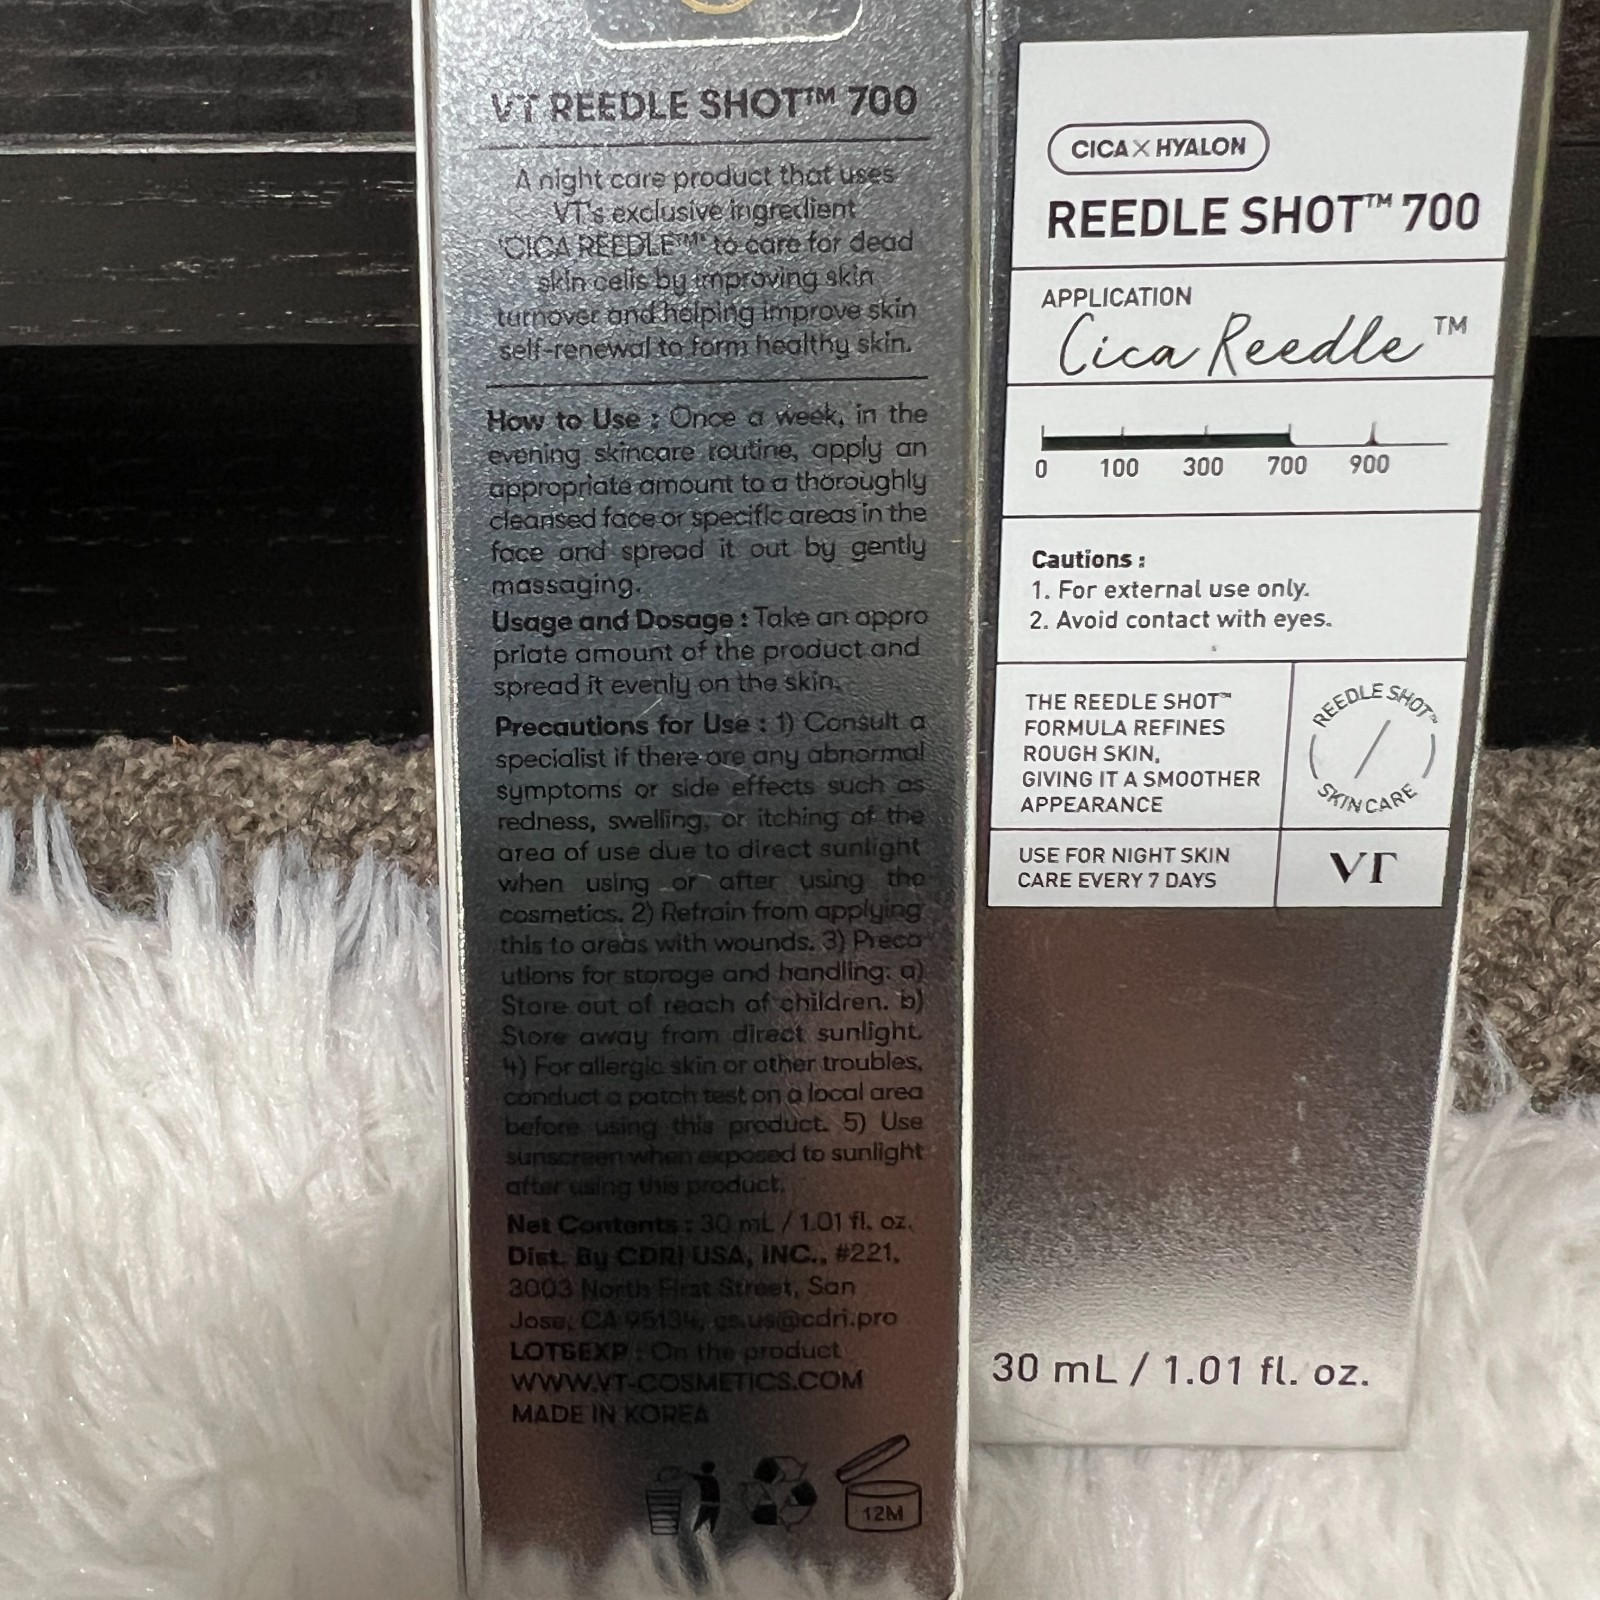 VT REEDLE SHOT™ 700
A night care product that uses
VT's exclusive ingredient
'CICA REEDLE™' to care for dead
skin cells by improving skin
turnover and helping improve skin
self-renewal to form healthy skin.
How to Use : Once a week, in the
evening skincare routine, apply an
appropriate amount to a thoroughly
cleansed face or specific areas in the
face and spread it out by gently
massaging.
Usage and Dosage : Take an appro
priate amount of the product and
spread it evenly on the skin.
Precautions for Use : 1) Consult a
specialist if there are any abnormal
symptoms or side effects such as
redness, swelling, or itching of the
area of use due to direct sunlight
when using or after using the
cosmetics. 2) Refrain from applying
this to areas with wounds. 3) Preca
utions for storage and handling: a)
Store out of reach of children. b)
Store away from direct sunlight.
4) For allergic skin or other troubles,
conduct a patch test on a local area
before using this product. 5) Use
sunscreen when exposed to sunlight
after using this product.
Net Contents : 30 mL / 1.01 fl. oz.
Dist. By CDRI USA, INC., #221,
3003 North First Street, San
Jose, CA 95134, cs.us@cdri.pro
LOT&EXP : On the product
WWW.VT-COSMETICS.COM
MADE IN KOREA
12M
CICA X HYALON
REEDLE SHOT™ 700
APPLICATION
Cica Reedle™
0 100 300 700 900
Cautions :
1. For external use only.
2. Avoid contact with eyes.
THE REEDLE SHOT™
FORMULA REFINES
ROUGH SKIN,
GIVING IT A SMOOTHER
APPEARANCE
REEDLE SHOT™
SKIN CARE
USE FOR NIGHT SKIN
CARE EVERY 7 DAYS
VT
30 mL / 1.01 fl. oz.